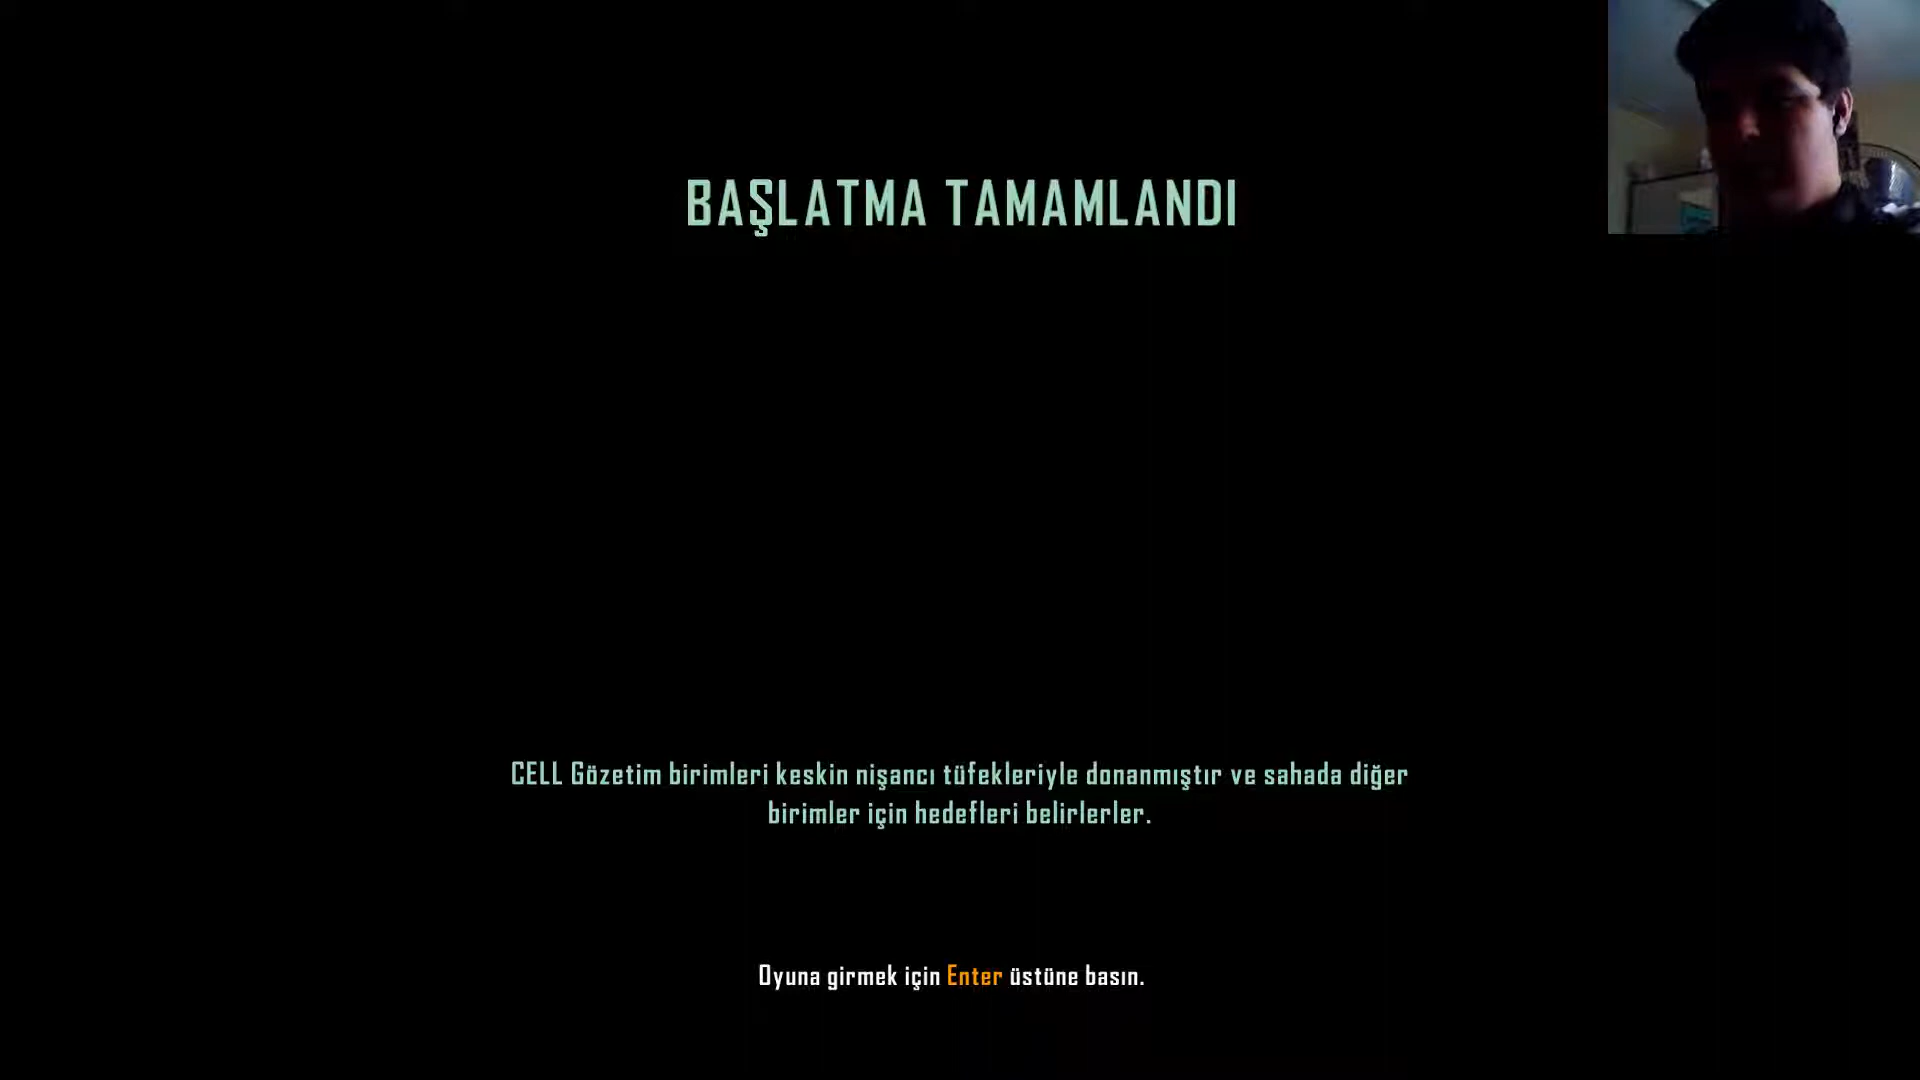 BAŞLATMA TAMAMLANDI
CELL Gözetim birimleri keskin nişancı tüfekleriyle donanmıştır ve sahada diğer
birimler için hedefleri belirlerler.
Oyuna girmek için Enter üstüne basın.